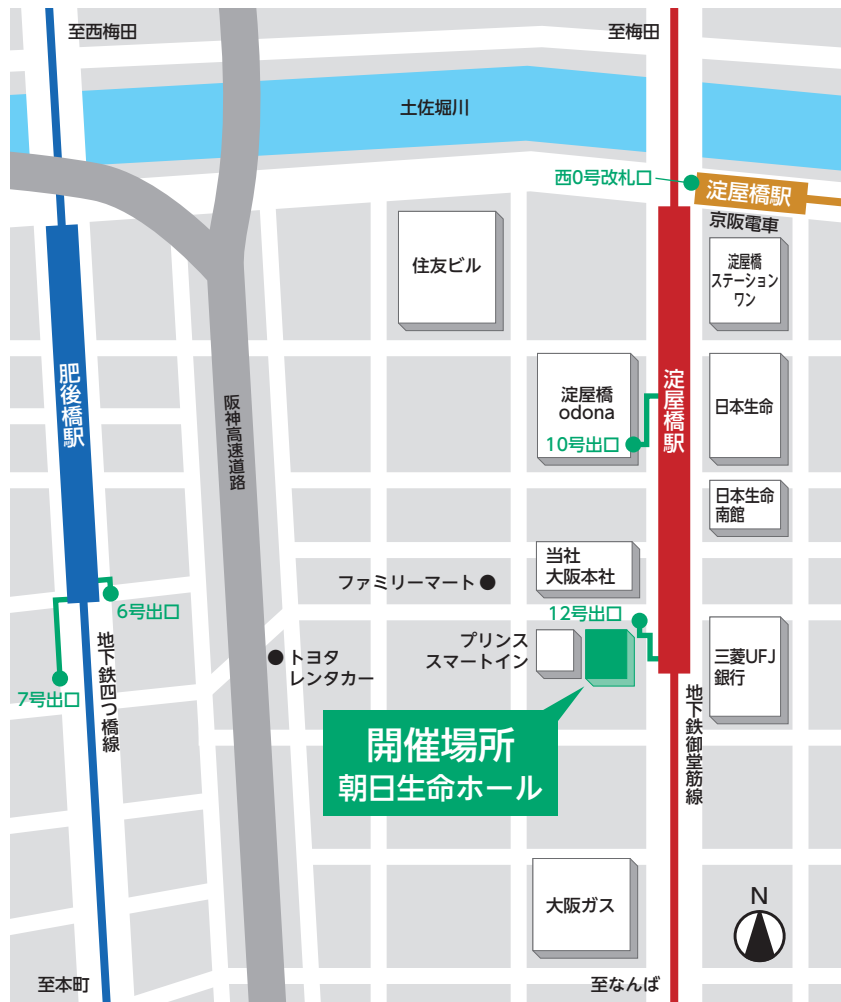 至西梅田
至梅田
土佐堀川
西0号改札口
淀屋橋駅
京阪電車
住友ビル
淀屋橋
ステーション
ワン
肥後橋駅
阪神高速道路
淀屋橋
odona
10号出口
淀屋橋駅
日本生命
日本生命
南館
当社
大阪本社
ファミリーマート
6号出口
12号出口
プリンス
スマートイン
トヨタ
レンタカー
7号出口
地下鉄四つ橋線
三菱UFJ
銀行
地下鉄御堂筋線
開催場所
朝日生命ホール
大阪ガス
N
至本町
至なんば